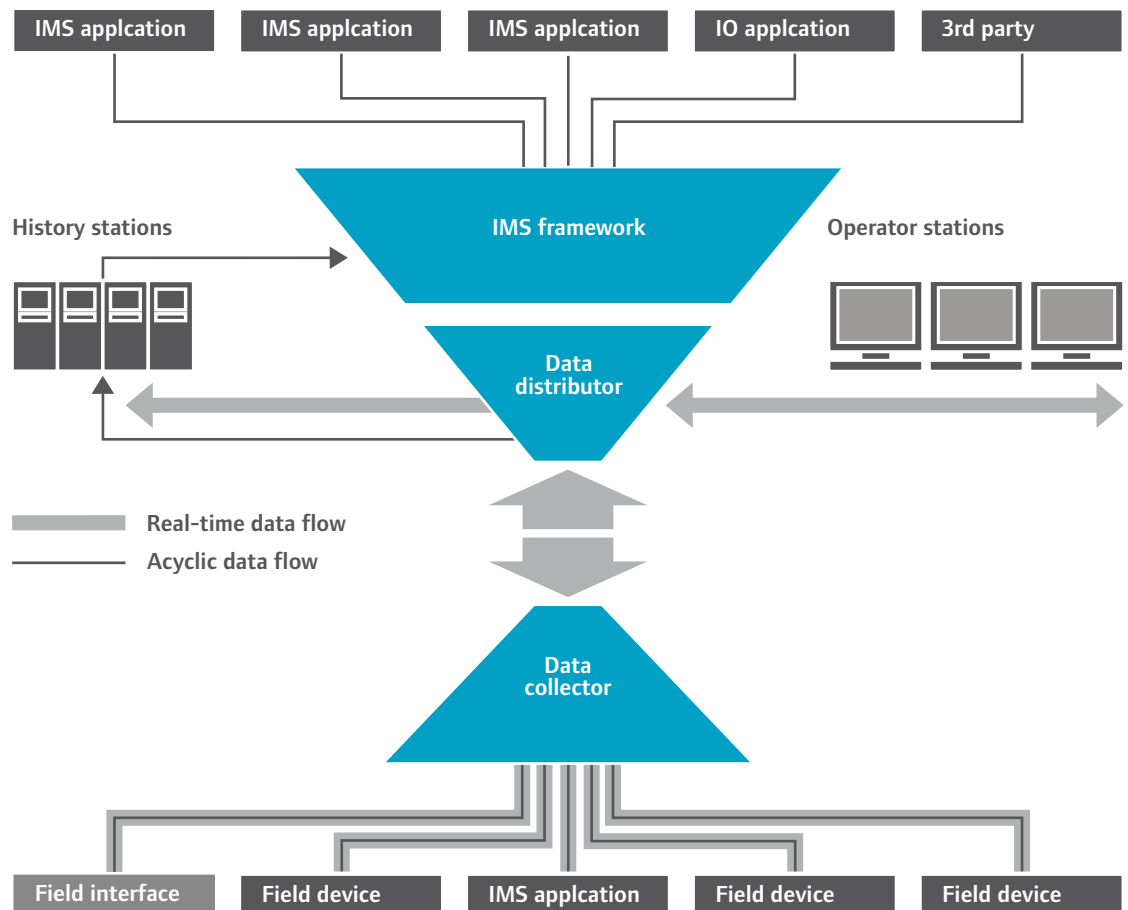 IMS applcation
IMS applcation
IMS applcation
IO applcation
3rd party
IMS framework
History stations
Operator stations
Data
distributor
Real-time data flow
Acyclic data flow
Data
collector
Field interface
Field device
IMS applcation
Field device
Field device